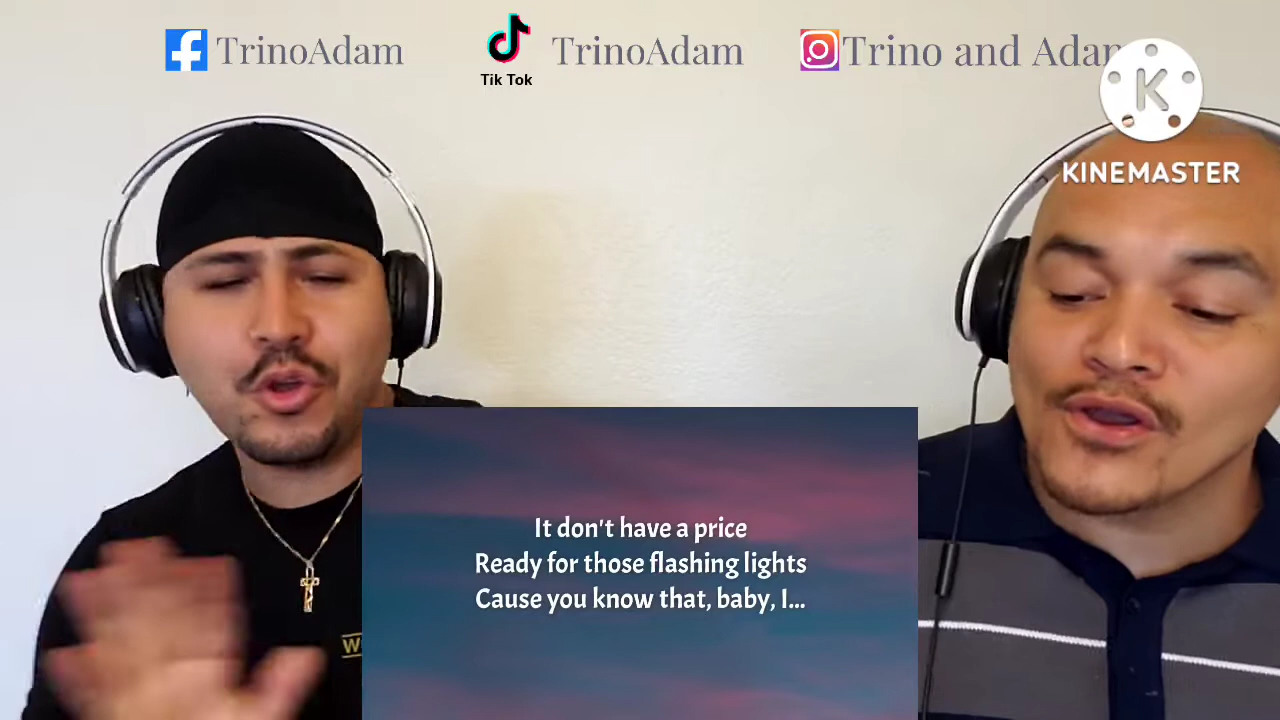 TrinoAdam
Tik Tok
TrinoAdam
Trino and Adam
K
KINEMASTER
It don't have a price
Ready for those flashing lights
Cause you know that, baby, I...